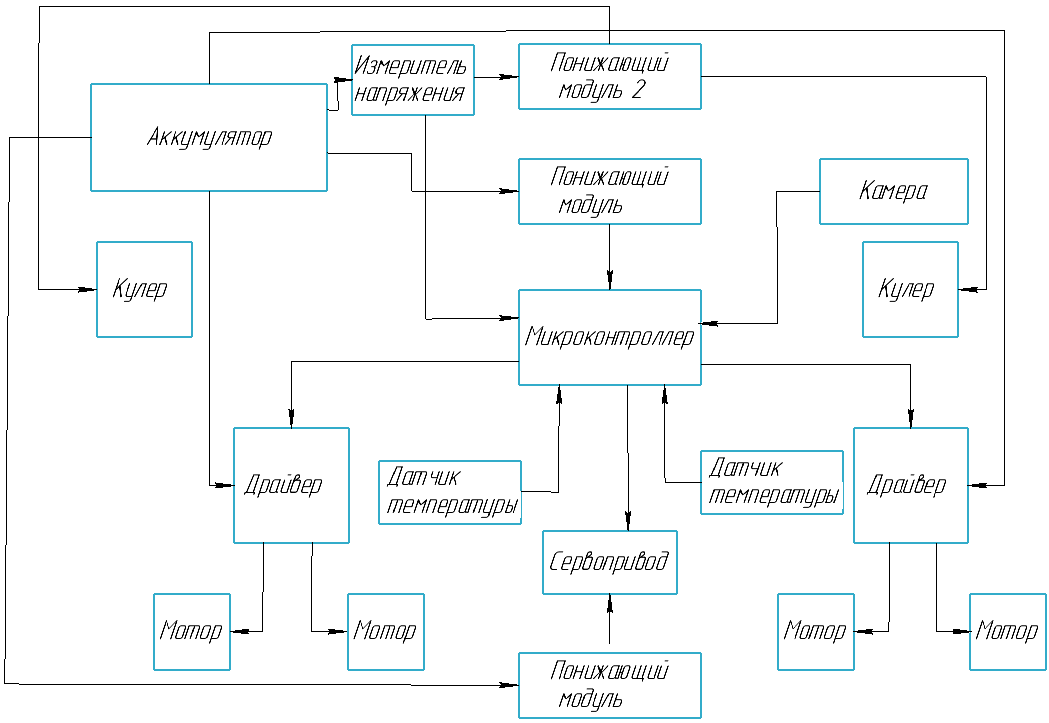 Измеритель
напряжения
Понижающий
модуль 2
Аккумулятор
Понижающий
модуль
Камера
Кулер
Кулер
Микроконтроллер
Драйвер
Датчик
температуры
Датчик
температуры
Драйвер
Сервопривод
Мотор
Мотор
Мотор
Мотор
Понижающий
модуль